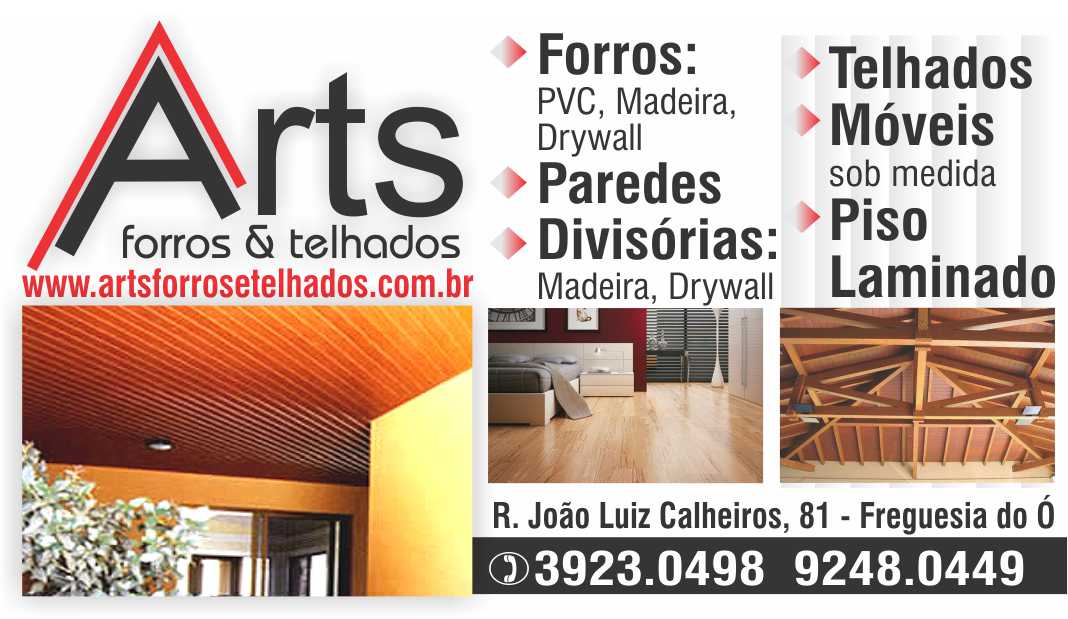 Arts
forros & telhados
www.artsforrosetelhados.com.br
Forros:
PVC, Madeira,
Drywall
Paredes
Divisórias:
Madeira, Drywall
Telhados
Móveis
sob medida
Piso
Laminado
R. João Luiz Calheiros, 81 - Freguesia do Ó
3923.0498 9248.0449